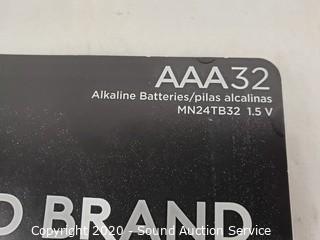 AAA32
Alkaline Batteries/pilas alcalinas
MN24TB32 1.5 V
BRAND
Copyright 2020 - Sound Auction Service